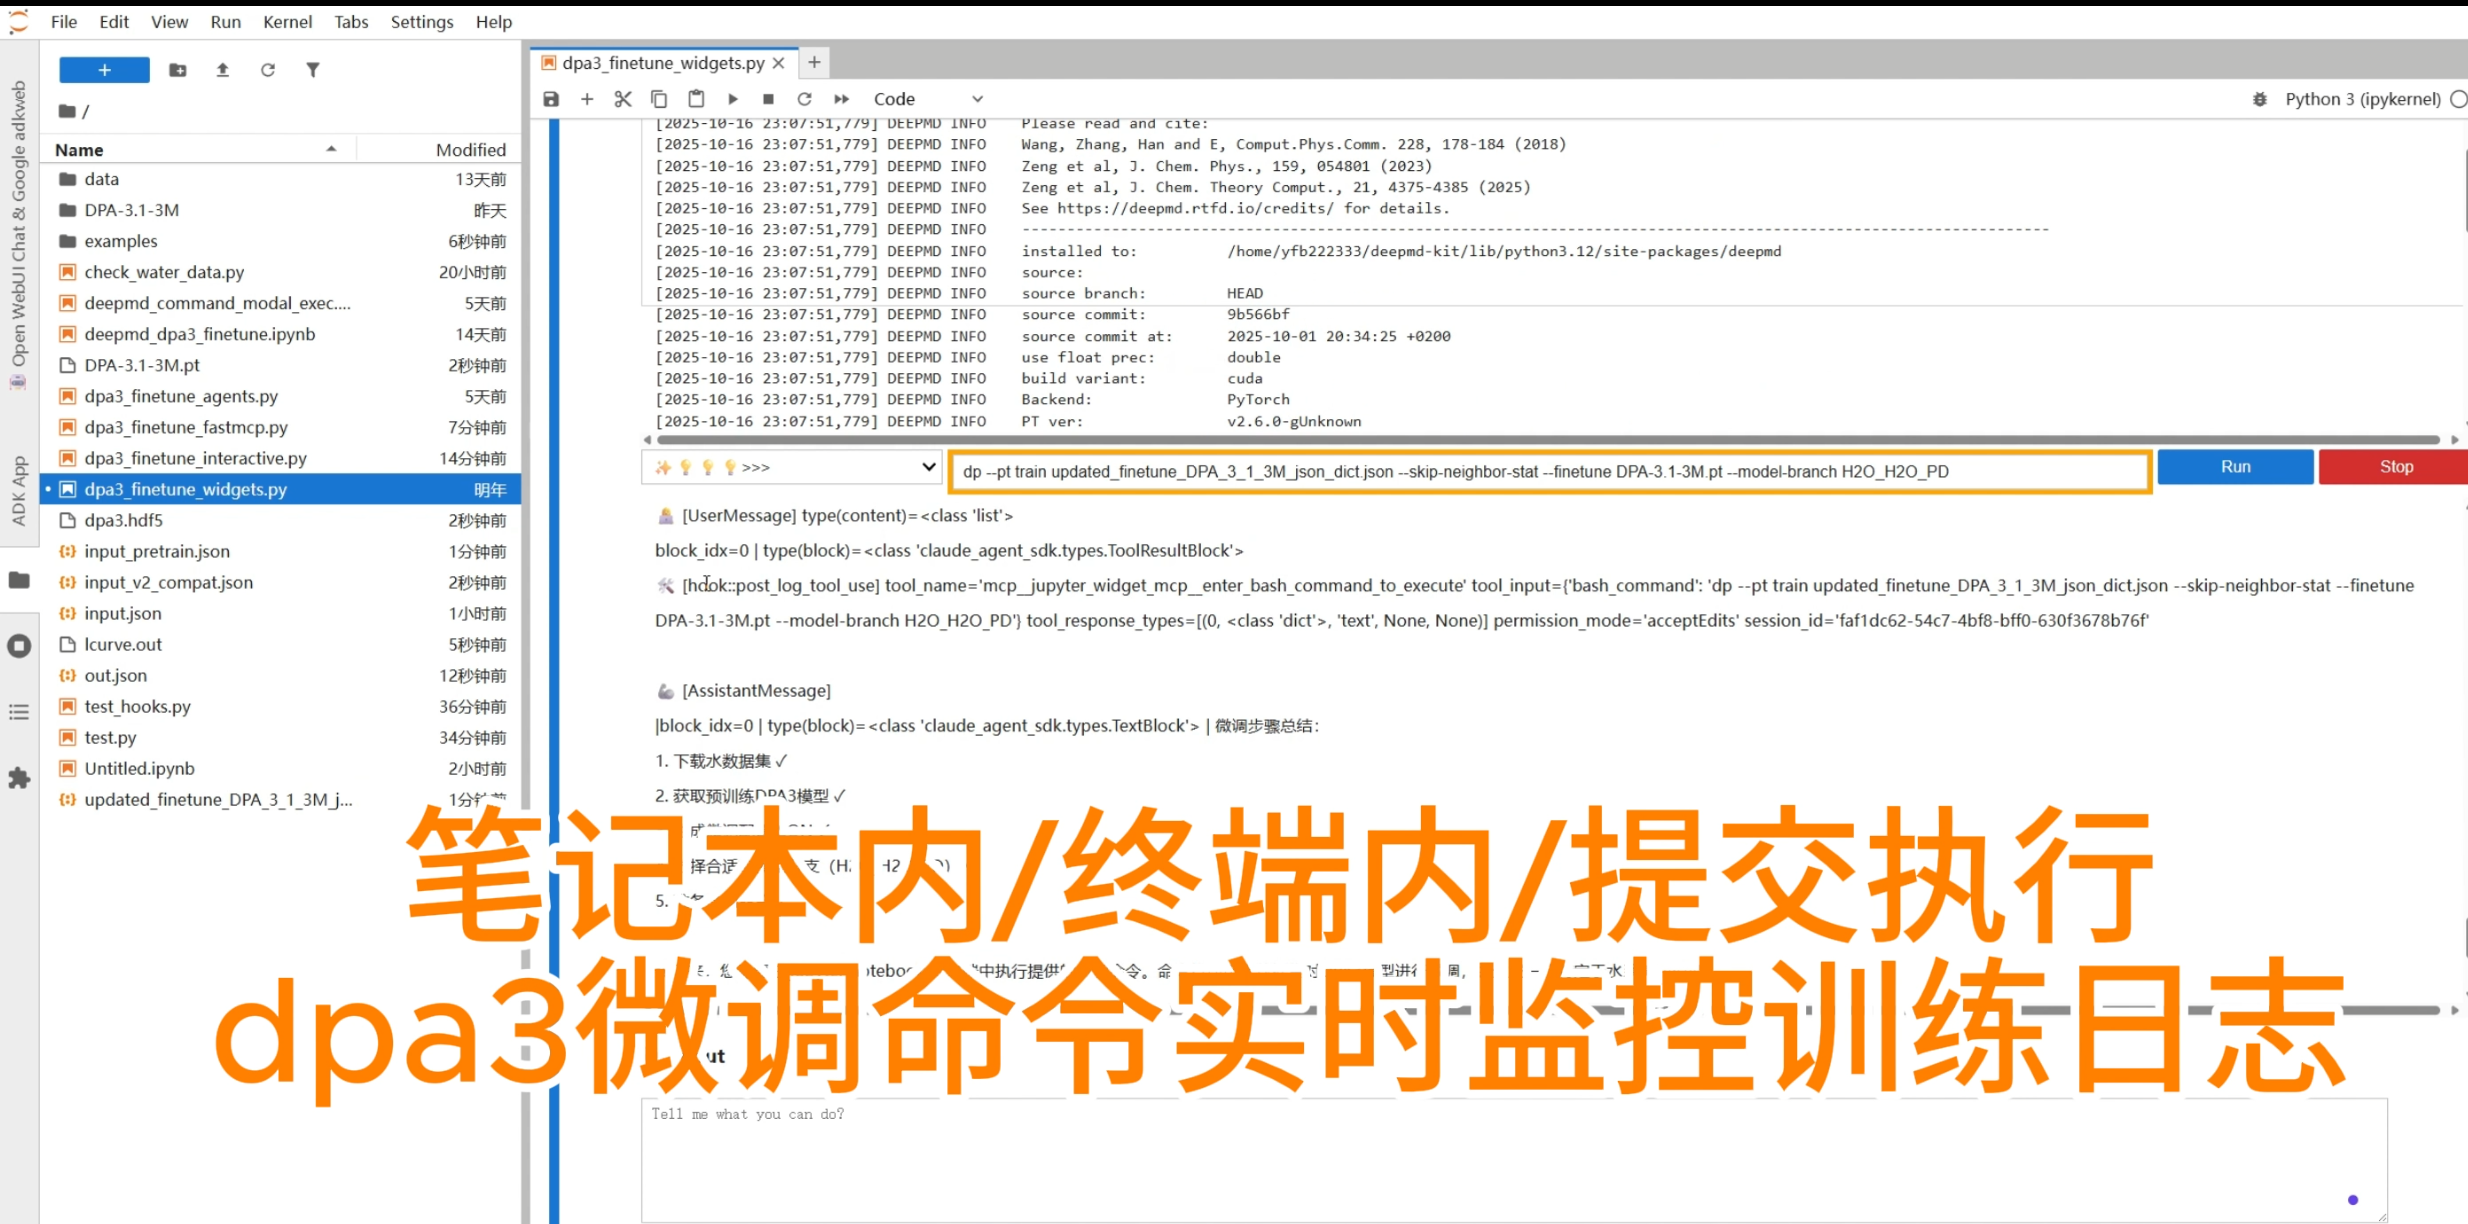 File Edit View Run Kernel Tabs Settings Help
Open WebUI Chat & Google adkweb
ADK App
+
/
Name Modified
data 13天前
DPA-3.1-3M 昨天
examples 6秒钟前
check_water_data.py 20小时前
deepmd_command_modal_exec.... 5天前
deepmd_dpa3_finetune.ipynb 14天前
DPA-3.1-3M.pt 2秒钟前
dpa3_finetune_agents.py 5天前
dpa3_finetune_fastmcp.py 7分钟前
dpa3_finetune_interactive.py 14分钟前
dpa3_finetune_widgets.py 明年
dpa3.hdf5 2秒钟前
input_pretrain.json 1分钟前
input_v2_compat.json 2秒钟前
input.json 1小时前
lcurve.out 5秒钟前
out.json 12秒钟前
test_hooks.py 36分钟前
test.py 34分钟前
Untitled.ipynb 2小时前
updated_finetune_DPA_3_1_3M_j...
dpa3_finetune_widgets.py
Code
Python 3 (ipykernel)
[2025-10-16 23:07:51,779] DEEPMD INFO Please read and cite:
[2025-10-16 23:07:51,779] DEEPMD INFO Wang, Zhang, Han and E, Comput.Phys.Comm. 228, 178-184 (2018)
[2025-10-16 23:07:51,779] DEEPMD INFO Zeng et al, J. Chem. Phys., 159, 054801 (2023)
[2025-10-16 23:07:51,779] DEEPMD INFO Zeng et al, J. Chem. Theory Comput., 21, 4375-4385 (2025)
[2025-10-16 23:07:51,779] DEEPMD INFO See https://deepmd.rtfd.io/credits/ for details.
[2025-10-16 23:07:51,779] DEEPMD INFO ----------------------------------------
[2025-10-16 23:07:51,779] DEEPMD INFO installed to: /home/yfb222333/deepmd-kit/lib/python3.12/site-packages/deepmd
[2025-10-16 23:07:51,779] DEEPMD INFO source:
[2025-10-16 23:07:51,779] DEEPMD INFO source branch: HEAD
[2025-10-16 23:07:51,779] DEEPMD INFO source commit: 9b566bf
[2025-10-16 23:07:51,779] DEEPMD INFO source commit at: 2025-10-01 20:34:25 +0200
[2025-10-16 23:07:51,779] DEEPMD INFO use float prec: double
[2025-10-16 23:07:51,779] DEEPMD INFO build variant: cuda
[2025-10-16 23:07:51,779] DEEPMD INFO Backend: PyTorch
[2025-10-16 23:07:51,779] DEEPMD INFO PT ver: v2.6.0-gUnknown
✨💡💡💡>>>
dp --pt train updated_finetune_DPA_3_1_3M_json_dict.json --skip-neighbor-stat --finetune DPA-3.1-3M.pt --model-branch H2O_H2O_PD
Run
Stop
[UserMessage] type(content)=<class 'list'>
block_idx=0 | type(block)=<class 'claude_agent_sdk.types.ToolResultBlock'>
[hook::post_log_tool_use] tool_name='mcp__jupyter_widget_mcp__enter_bash_command_to_execute' tool_input={'bash_command': 'dp --pt train updated_finetune_DPA_3_1_3M_json_dict.json --skip-neighbor-stat --finetune
DPA-3.1-3M.pt --model-branch H2O_H2O_PD'} tool_response_types=[(0, <class 'dict'>, 'text', None, None)] permission_mode='acceptEdits' session_id='faf1dc62-54c7-4bf8-bff0-630f3678b76f'
[AssistantMessage]
|block_idx=0 | type(block)=<class 'claude_agent_sdk.types.TextBlock'> | 微调步骤总结:
1. 下载水数据集 ✓
2. 获取预训练DPA3模型 ✓
5.
笔记本内/终端内/提交执行
dpa3微调命令实时监控训练日志
Tell me what you can do?